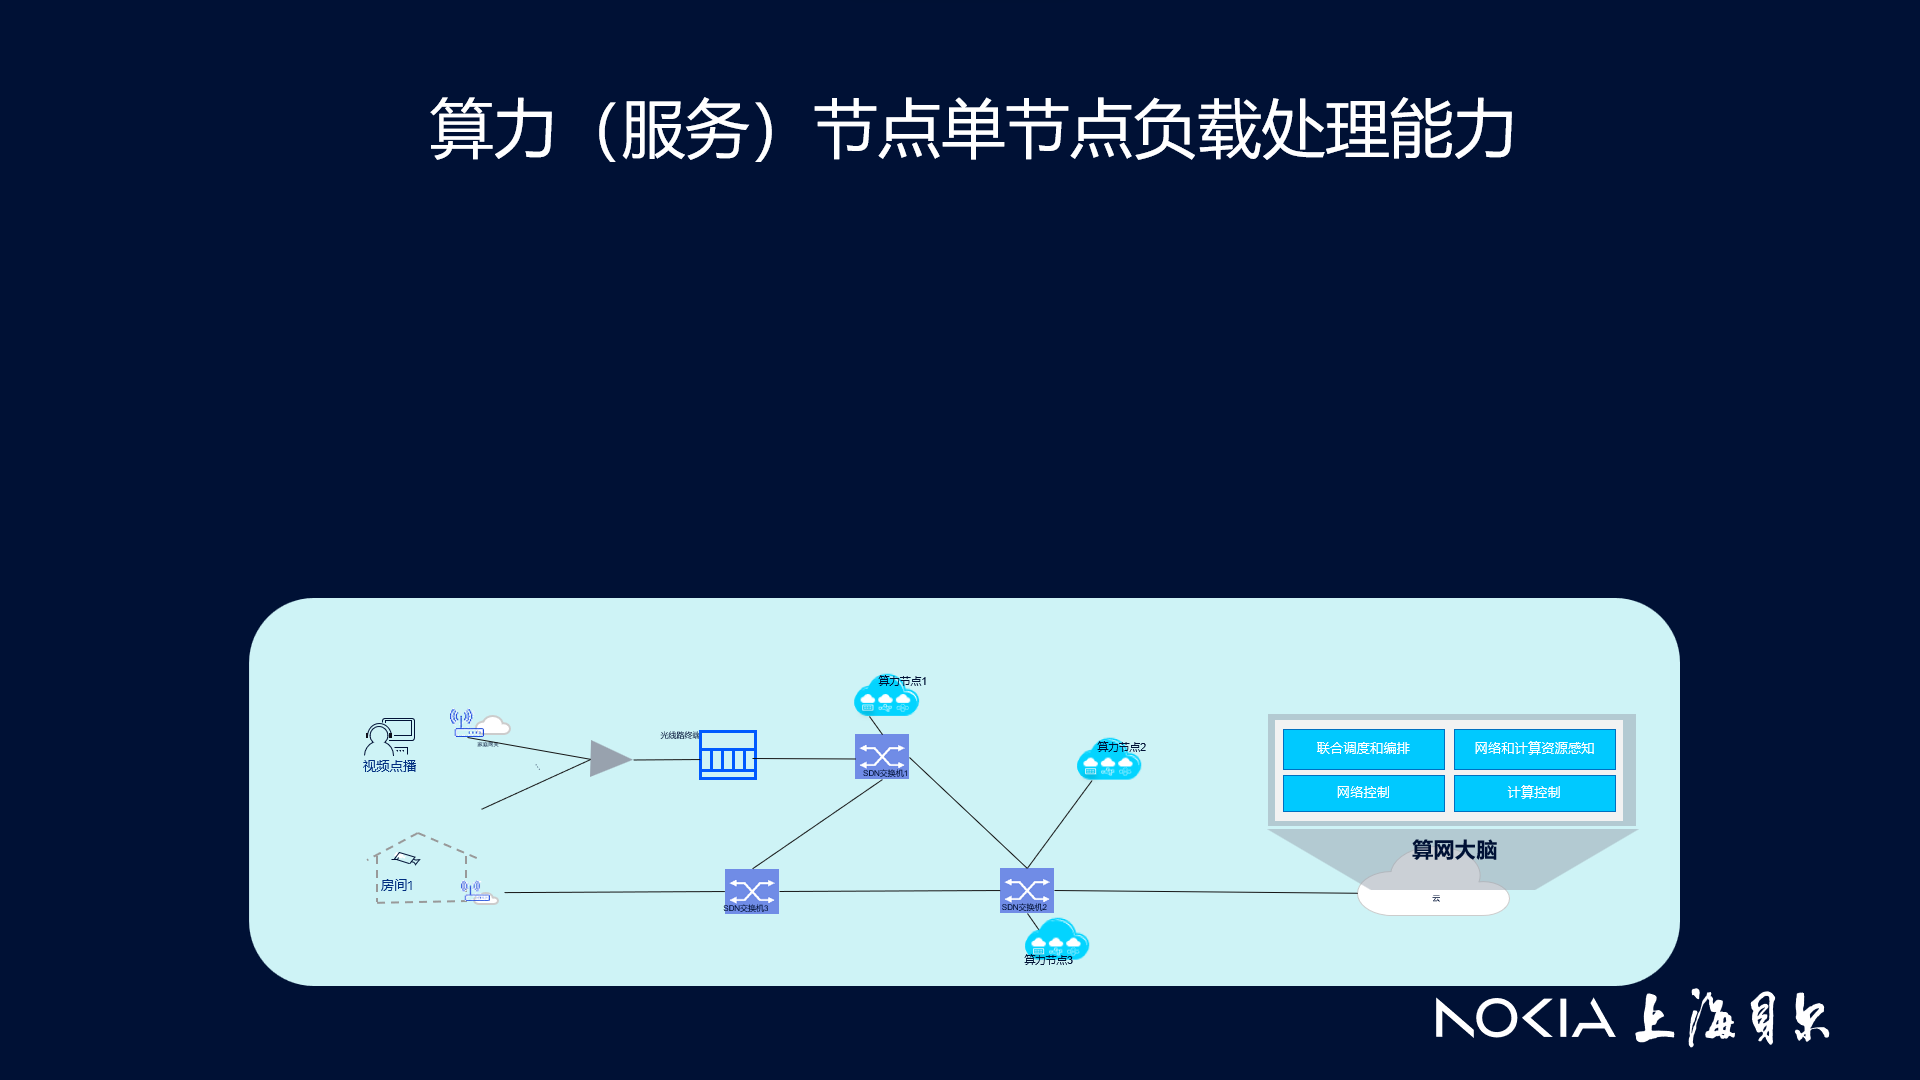 算力（服务）节点单节点负载处理能力
算力节点1
视频点播
家庭网关
光线路终端
SDN交换机1
算力节点2
联合调度和编排
网络和计算资源感知
网络控制
计算控制
算网大脑
房间1
SDN交换机3
SDN交换机2
云
算力节点3
NOKIA 上海贝尔